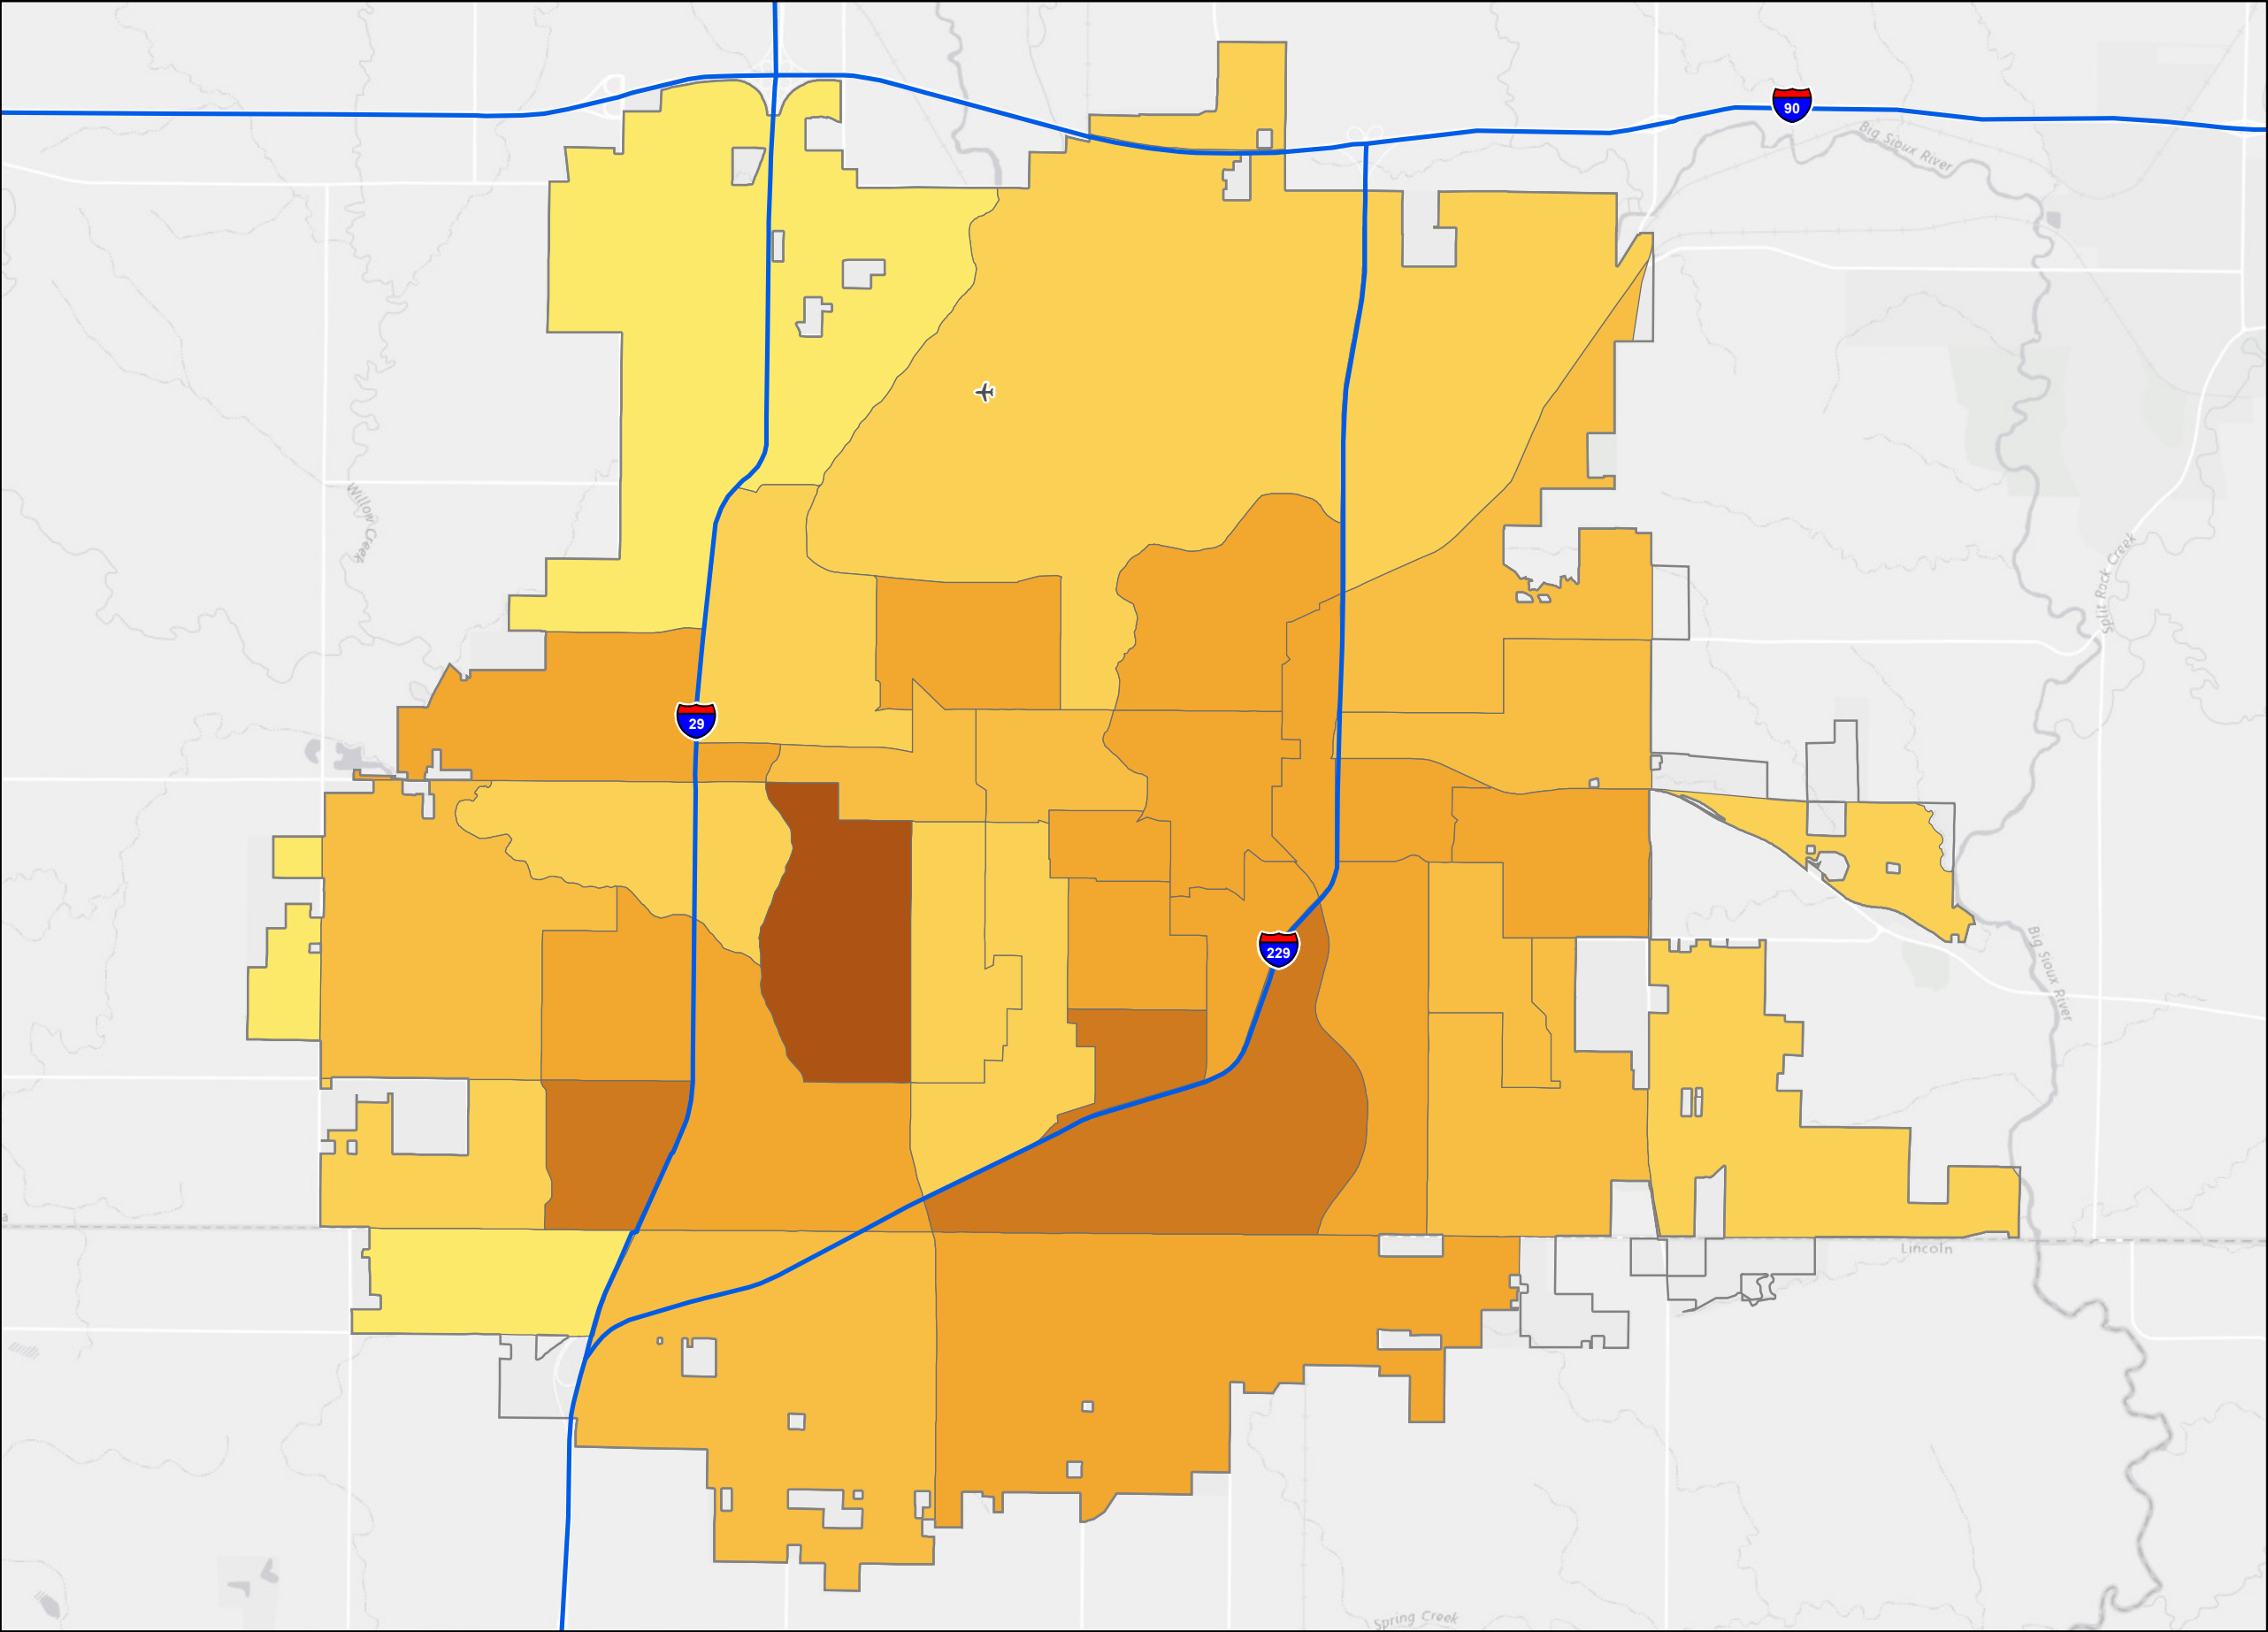 90
Big Sioux River
Willow Creek
Split Rock Creek
29
229
Big Sioux River
a
Lincoln
Spring Creek